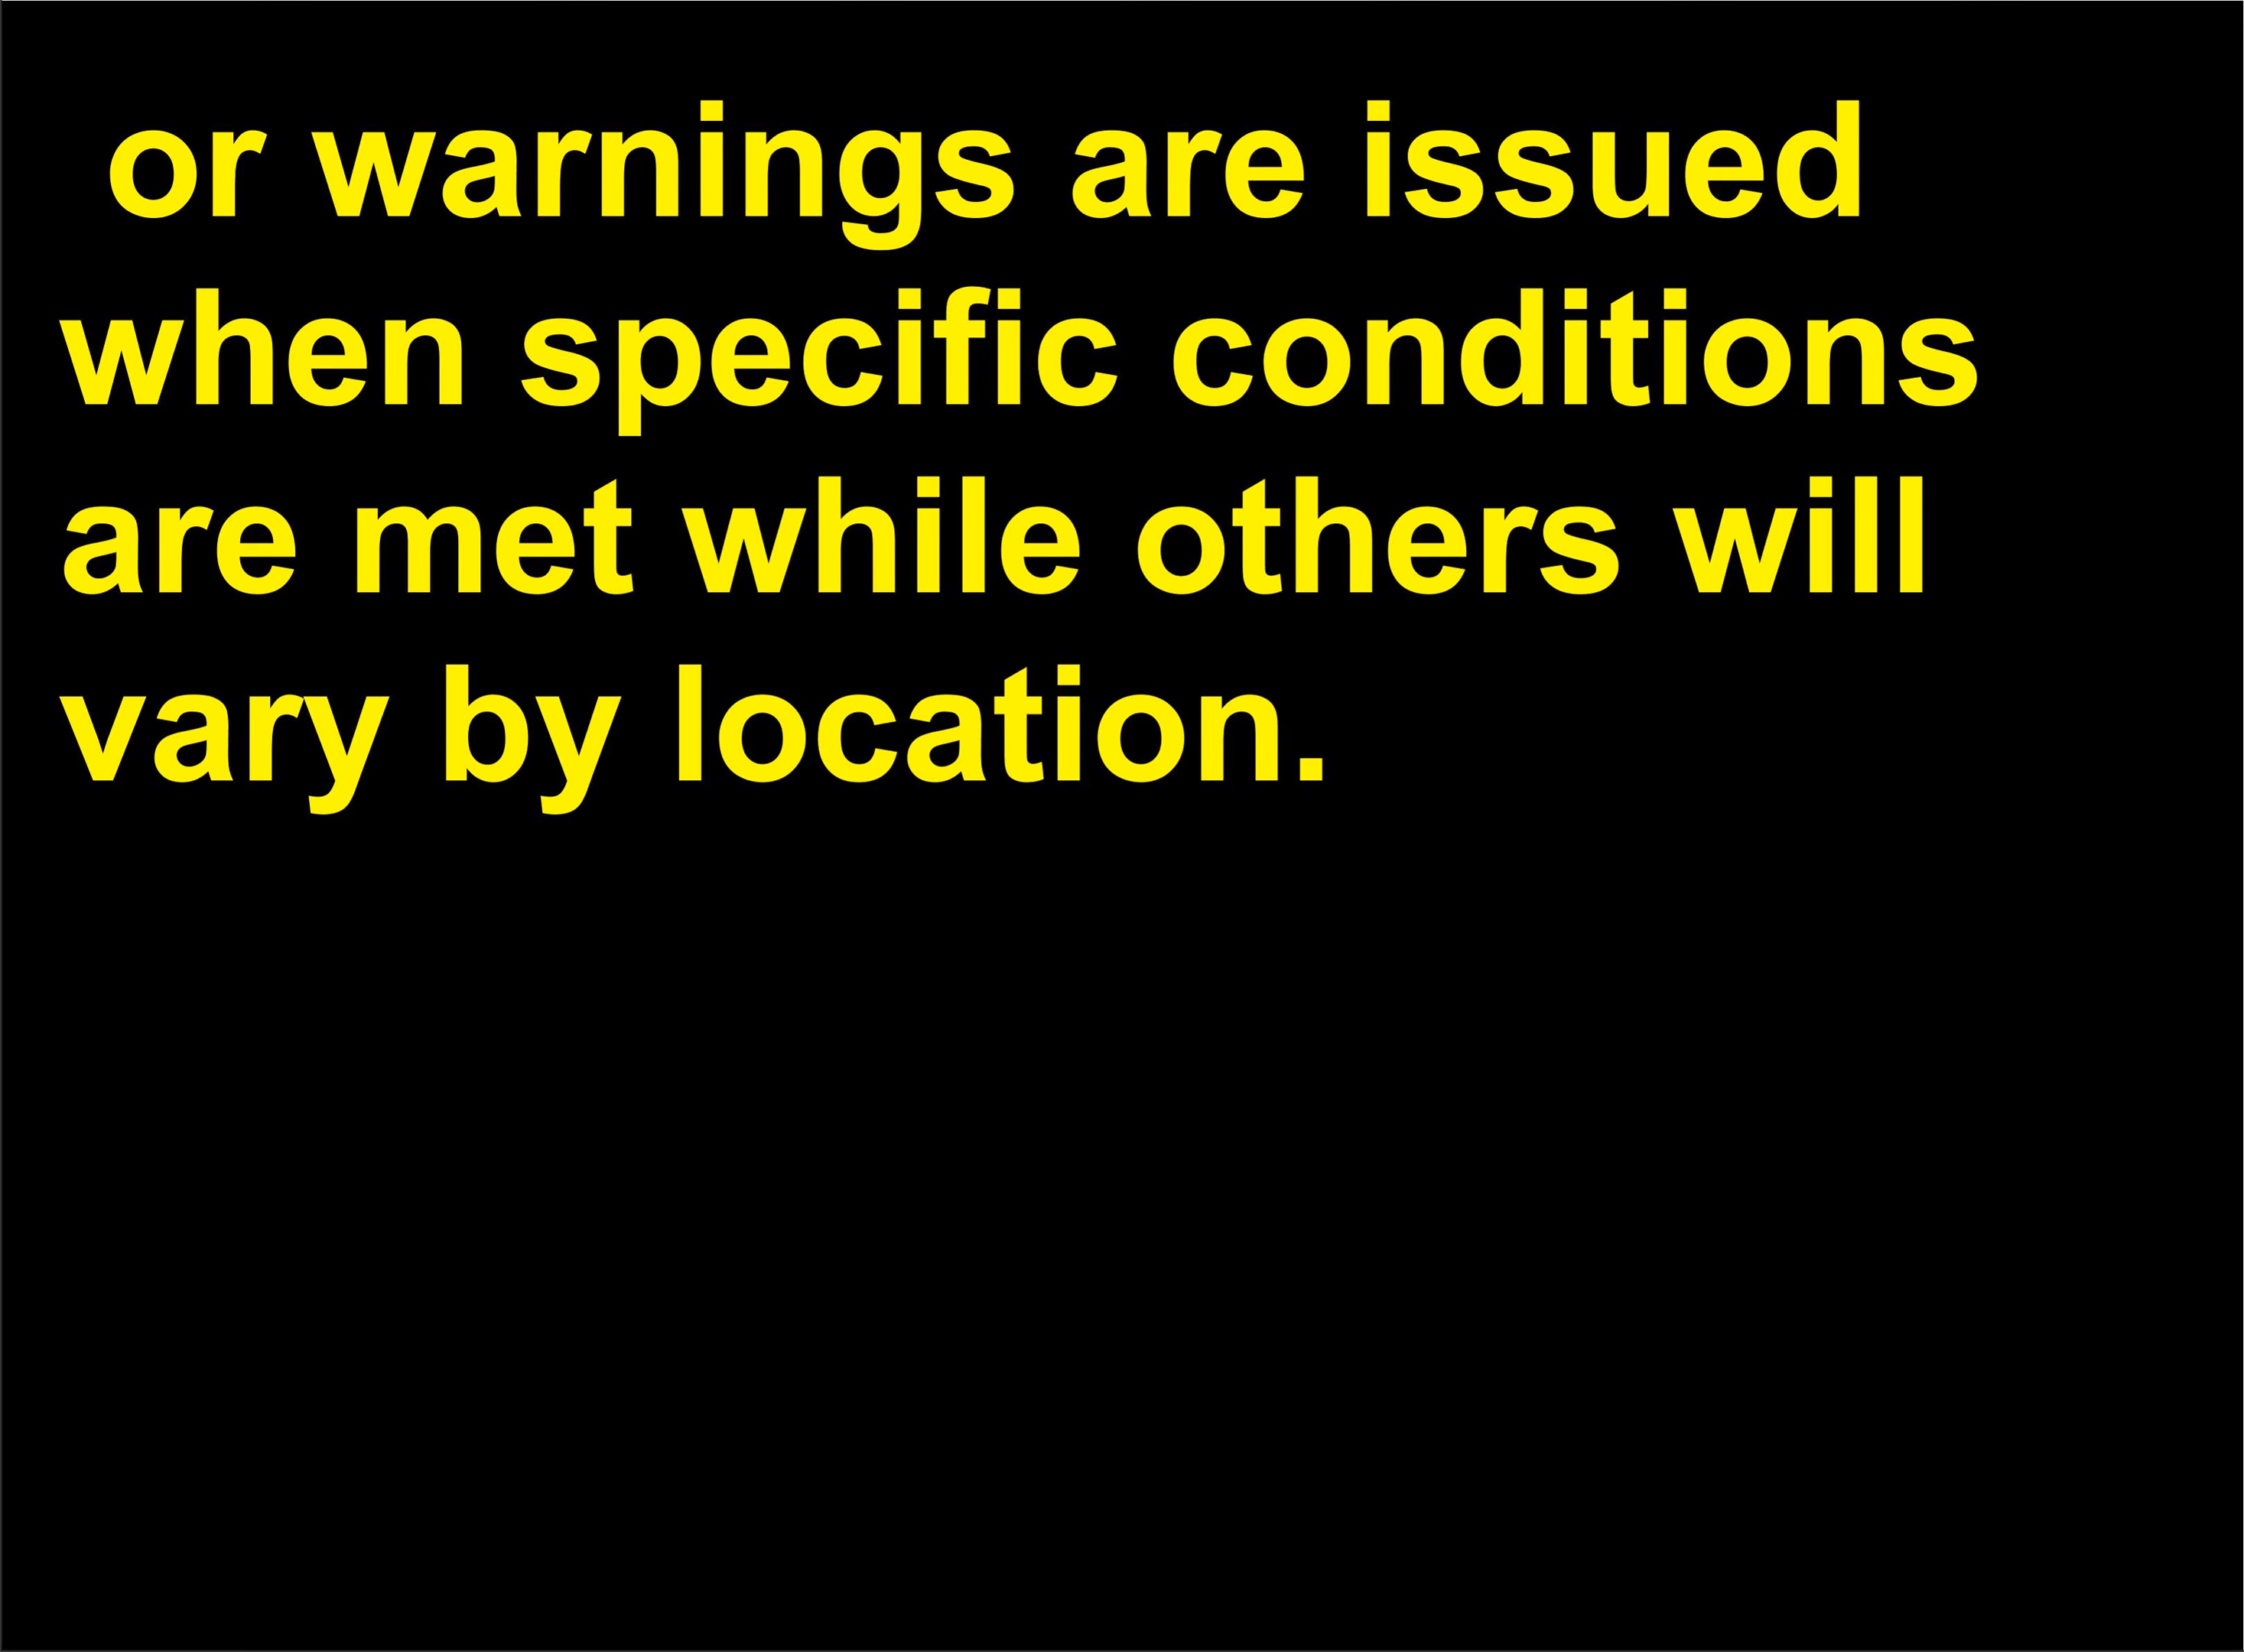 or warnings are issued
when specific conditions
are met while others will
vary by location.